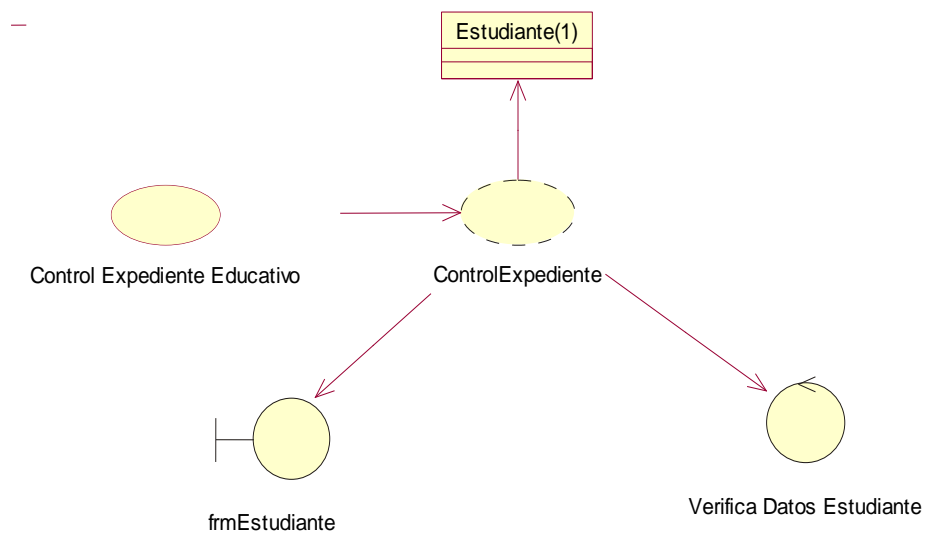 Estudiante(1)
Control Expediente Educativo
ControlExpediente
frmEstudiante
Verifica Datos Estudiante